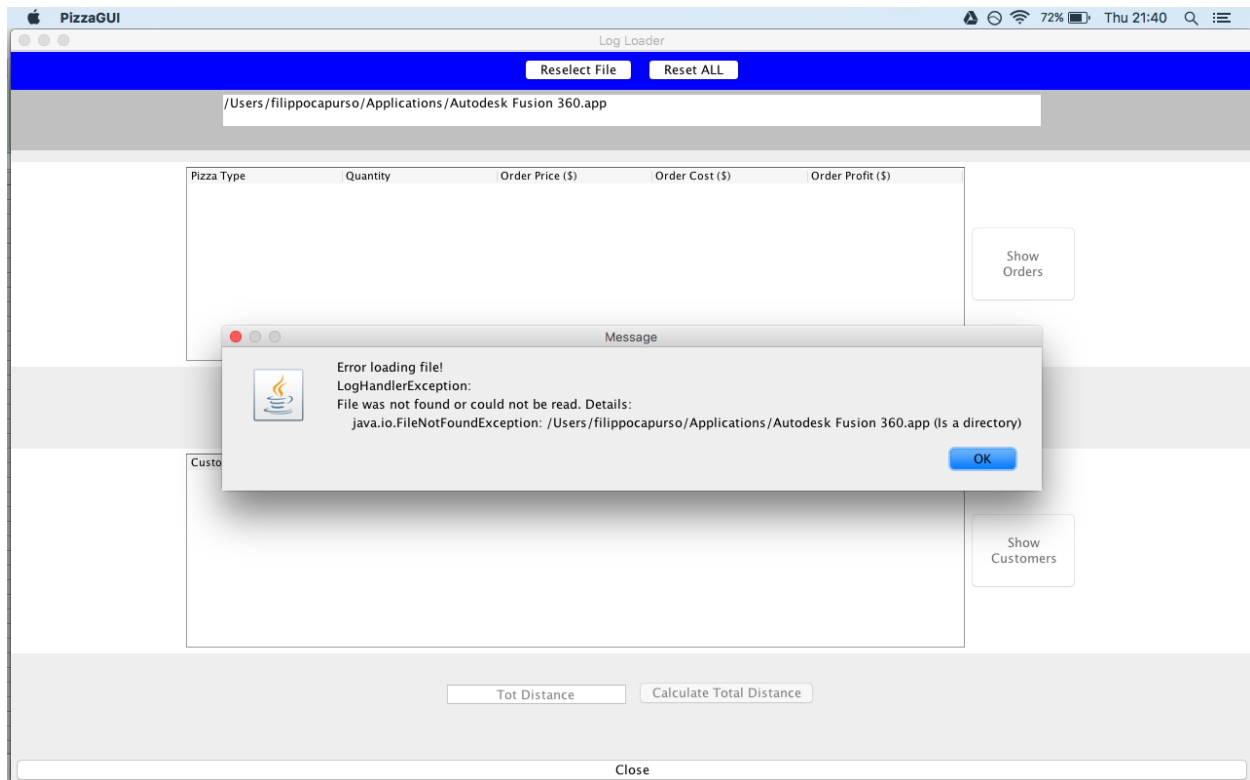 PizzaGUI 72% Thu 21:40
Log Loader
Reselect File Reset ALL
/Users/filippocapurso/Applications/Autodesk Fusion 360.app
Pizza Type Quantity Order Price ($) Order Cost ($) Order Profit ($)
Show
Orders
Message
Error loading file!
LogHandlerException:
File was not found or could not be read. Details:
java.io.FileNotFoundException: /Users/filippocapurso/Applications/Autodesk Fusion 360.app (Is a directory)
OK
Custo
Show
Customers
Tot Distance Calculate Total Distance
Close